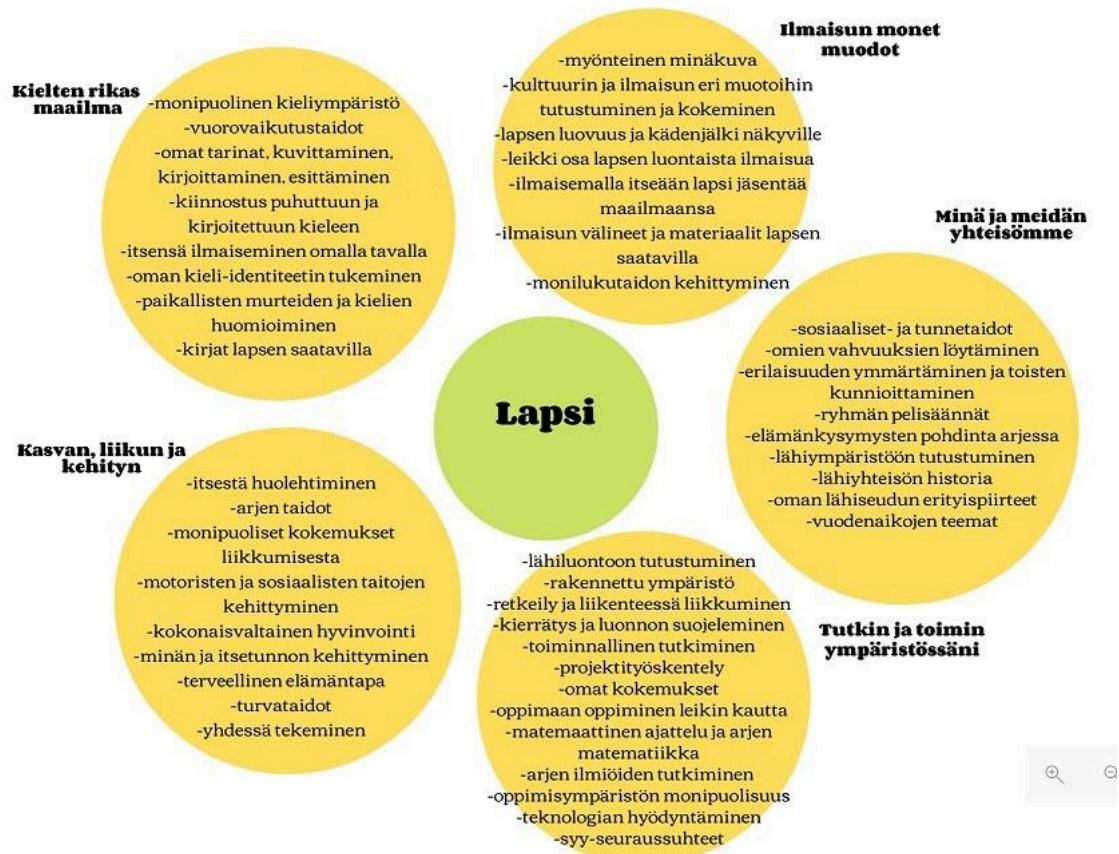 Kielten rikas
maailma
-monipuolinen kieliympäristö
-vuorovaikutustaidot
-omat tarinat, kuvittaminen,
kirjoittaminen, esittäminen
-kiinnostus puhuttuun ja
kirjoitettuun kieleen
-itsensä ilmaiseminen omalla tavalla
-oman kieli-identiteetin tukeminen
-paikallisten murteiden ja kielien
huomioiminen
-kirjat lapsen saatavilla
Ilmaisun monet
muodot
-myönteinen minäkuva
-kulttuurin ja ilmaisun eri muotoihin
tutustuminen ja kokeminen
-lapsen luovuus ja kädenjälki näkyville
-leikki osa lapsen luontaista ilmaisua
-ilmaisemalla itseään lapsi jäsentää
maailmaansa
-ilmaisun välineet ja materiaalit lapsen
saatavilla
-monilukutaidon kehittyminen
Minä ja meidän
yhteisömme
-sosiaaliset- ja tunnetaidot
-omien vahvuuksien löytäminen
-erilaisuuden ymmärtäminen ja toisten
kunnioittaminen
-ryhmän pelisäännöt
-elämänkysymysten pohdinta arjessa
-lähiympäristöön tutustuminen
-lähiyhteisön historia
-oman lähiseudun erityispiirteet
-vuodenaikojen teemat
Lapsi
Kasvan, liikun ja
kehityn
-itsestä huolehtiminen
-arjen taidot
-monipuoliset kokemukset
liikkumisesta
-motoristen ja sosiaalisten taitojen
kehittyminen
-kokonaisvaltainen hyvinvointi
-minän ja itsetunnon kehittyminen
-terveellinen elämäntapa
-turvataidot
-yhdessä tekeminen
Tutkin ja toimin
ympäristössäni
-lähiluontoon tutustuminen
-rakennettu ympäristö
-retkeily ja liikenteessä liikkuminen
-kierrätys ja luonnon suojeleminen
-toiminnallinen tutkiminen
-projektityöskentely
-omat kokemukset
-oppimaan oppiminen leikin kautta
-matemaattinen ajattelu ja arjen
matematiikka
-arjen ilmiöiden tutkiminen
-oppimisympäristön monipuolisuus
-teknologian hyödyntäminen
-syy-seuraussuhteet